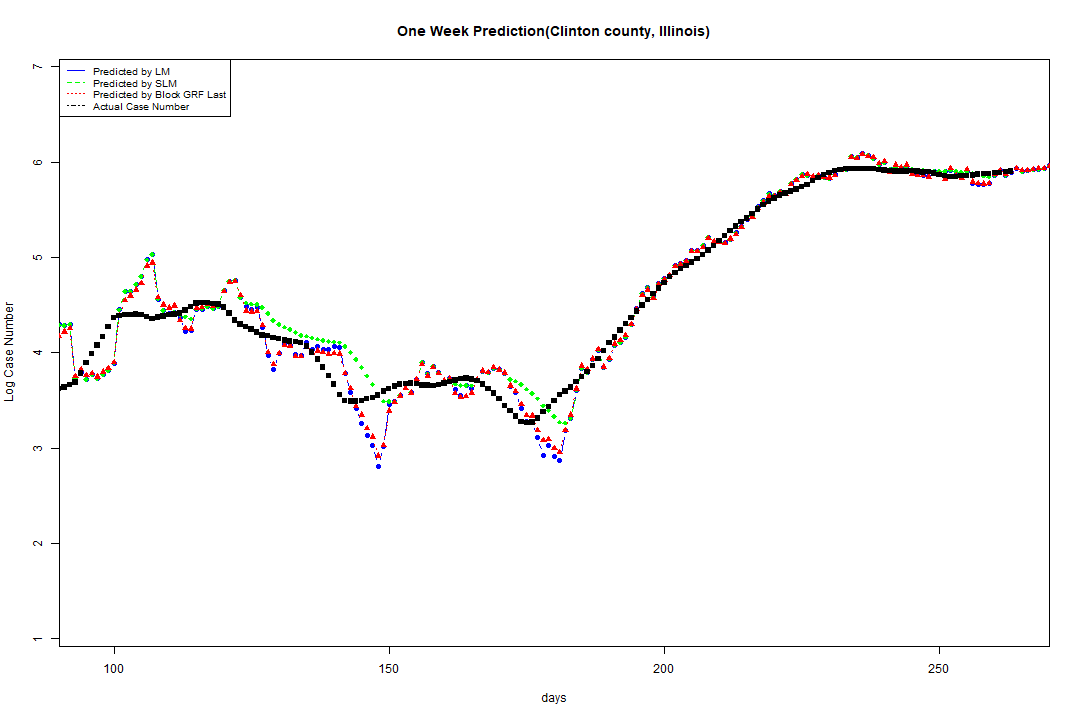 One Week Prediction(Clinton county, Illinois)
Predicted by LM
Predicted by SLM
Predicted by Block GRF Last
Actual Case Number
7
6
5
4
3
2
1
Log Case Number
100 150 200 250
days